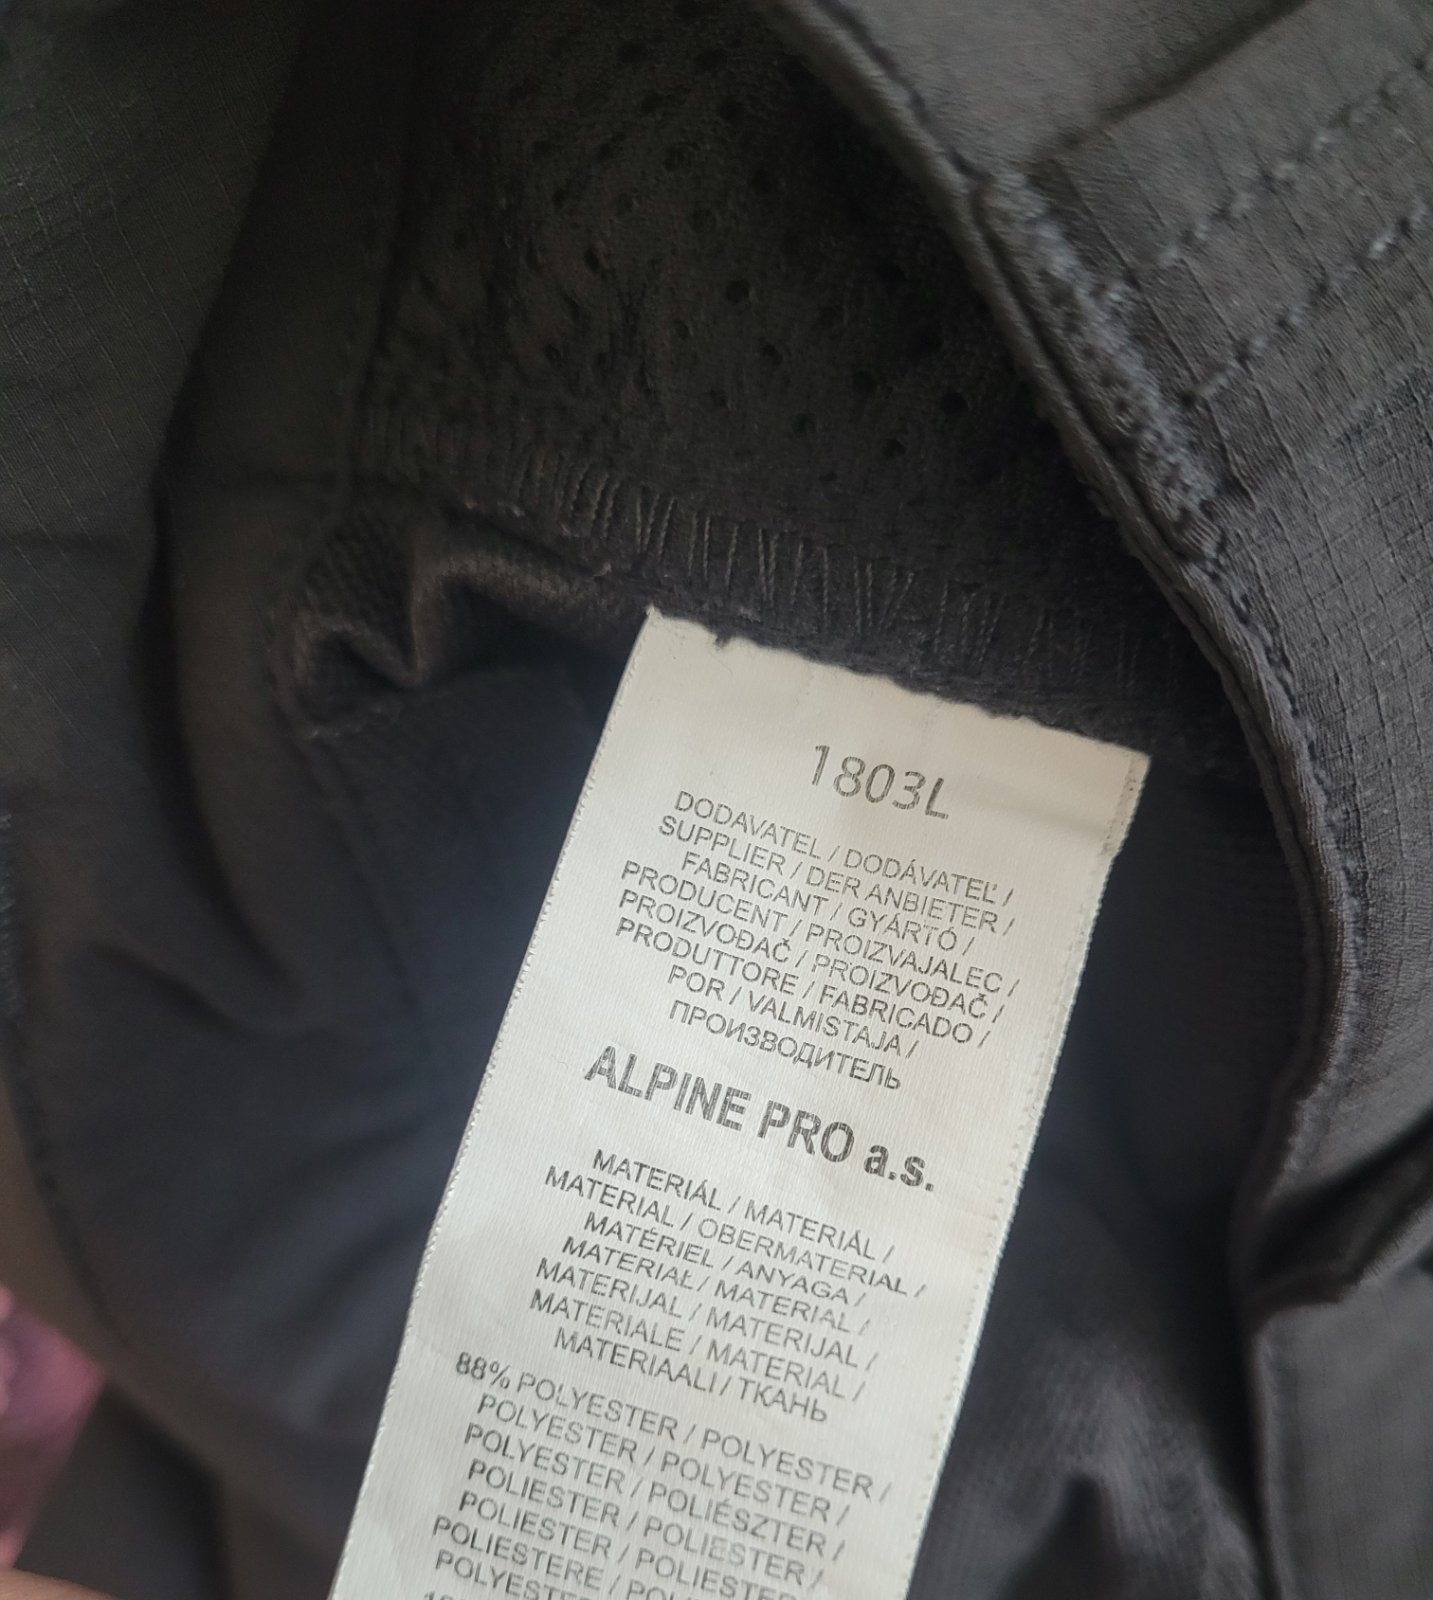 1803L
DODAVATEL / DODÁVATEĽ /
SUPPLIER / DER ANBIETER /
FABRICANT / GYÁRTÓ /
PRODUCENT / PROIZVAJALEC /
PROIZVOĐAČ / PROIZVOĐAČ /
PRODUTTORE / FABRICADO /
POR / VALMISTAJA /
ПРОИЗВОДИТЕЛЬ
ALPINE PRO a.s.
MATERIÁL / MATERIÁL /
MATERIAL / OBERMATERIAL /
MATÉRIEL / ANYAGA /
MATERIAŁ / MATERIAL /
MATERIJAL / MATERIJAL /
MATERIALE / MATERIAL /
MATERIAALI / ТКАНЬ
88% POLYESTER / POLYESTER /
POLYESTER / POLYESTER /
POLYESTER / POLIÉSZTER /
POLIESTER / POLIESTER /
POLIESTER / POLIESTER
POLIESTERE /